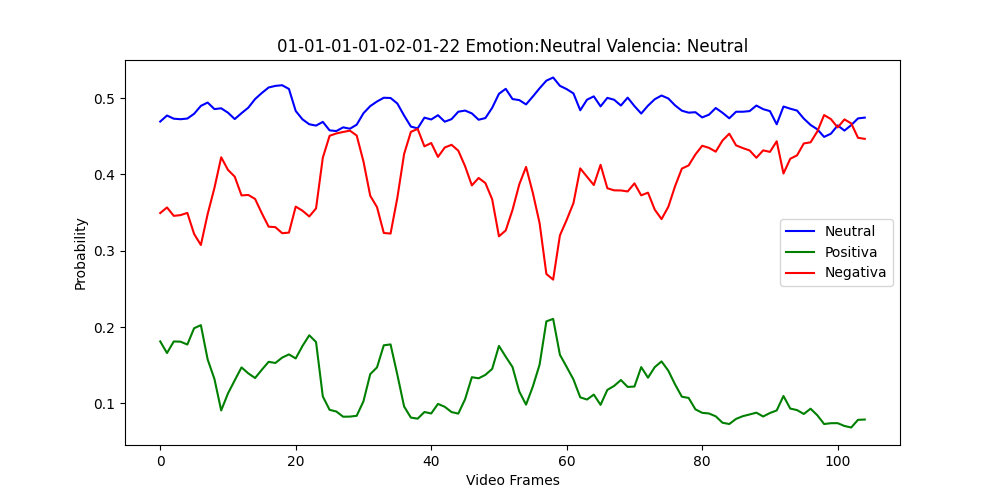 01-01-01-01-02-01-22 Emotion:Neutral Valencia: Neutral
0.5
0.4
0.3
0.2
0.1
Probability
Neutral
Positiva
Negativa
0 20 40 60 80 100
Video Frames